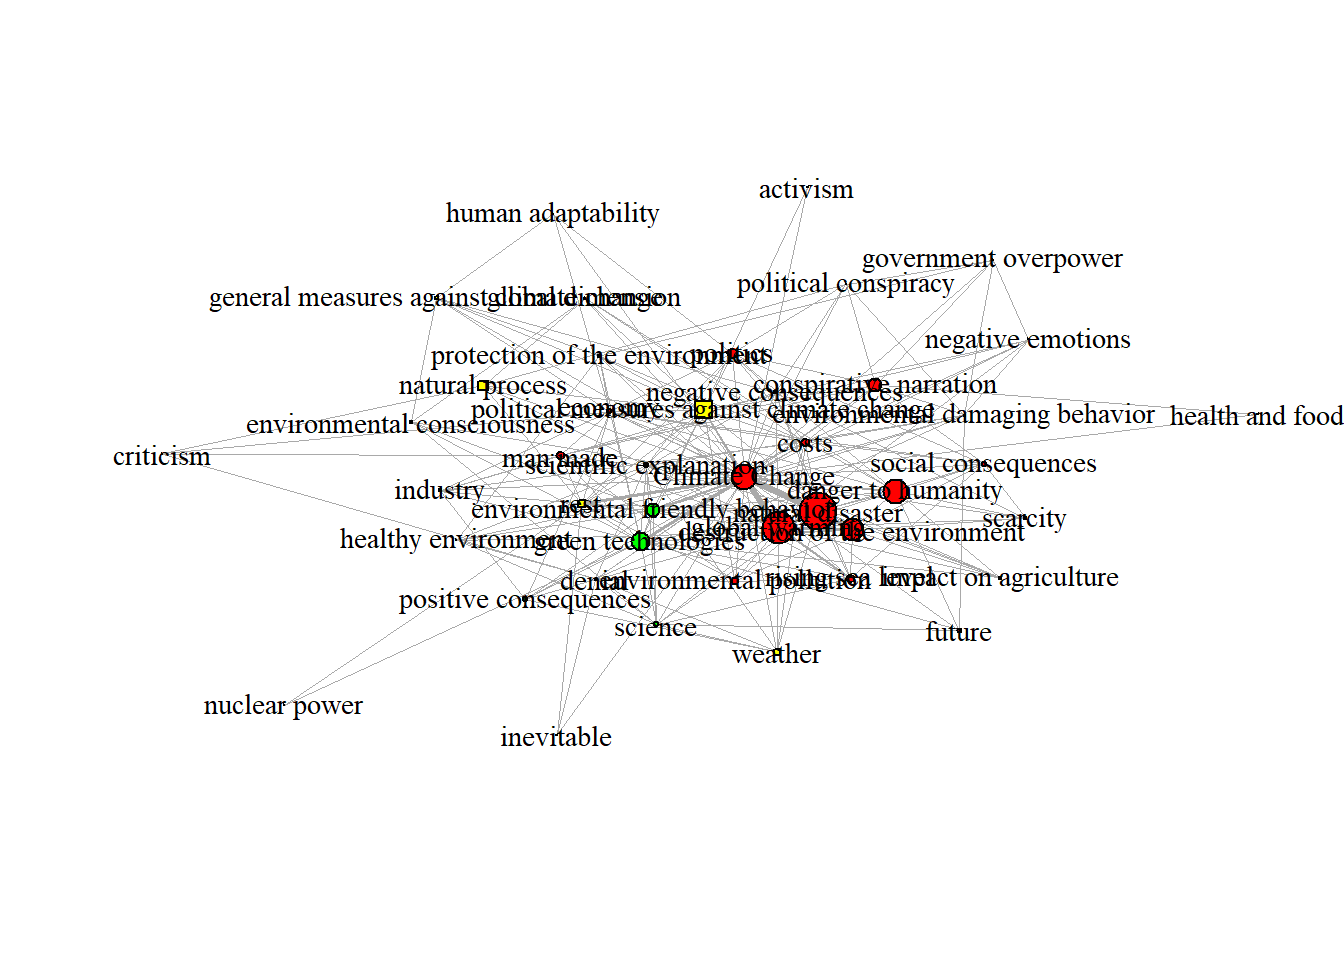 activism
human adaptability
government overpower
political conspiracy
general measures against climate change
global dimension
negative emotions
protection of the environment
politics
natural process
conspirative narration
negative consequences
economy
political measures against climate change
environmental damaging behavior
health and food
environmental consciousness
costs
criticism
man made
scientific explanation
social consequences
Climate Change
industry
danger to humanity
rest
environmental friendly behavior
natural disaster
scarcity
global warming
destruction of the environment
healthy environment
green technologies
denial
environmental pollution
rising sea level
impact on agriculture
positive consequences
science
future
weather
nuclear power
inevitable